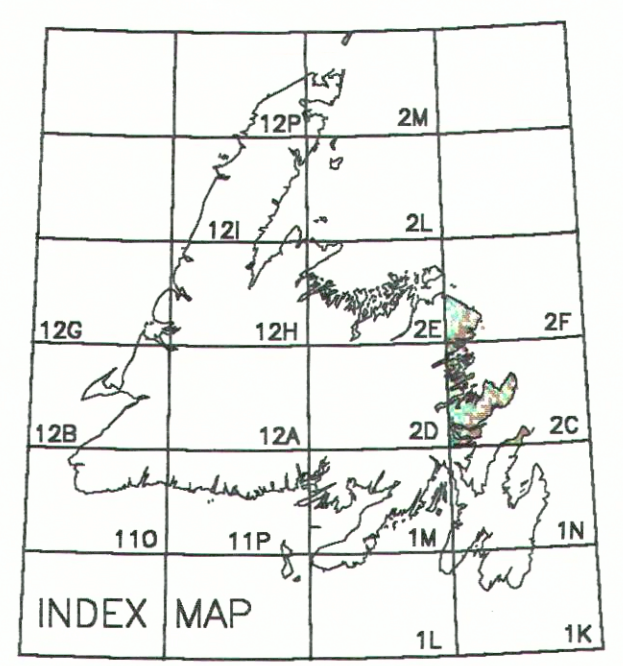 12P 2M
12I 2L
12G 12H 2E 2F
12B 12A 2D 2C
11O 11P 1M 1N
INDEX MAP
1L 1K